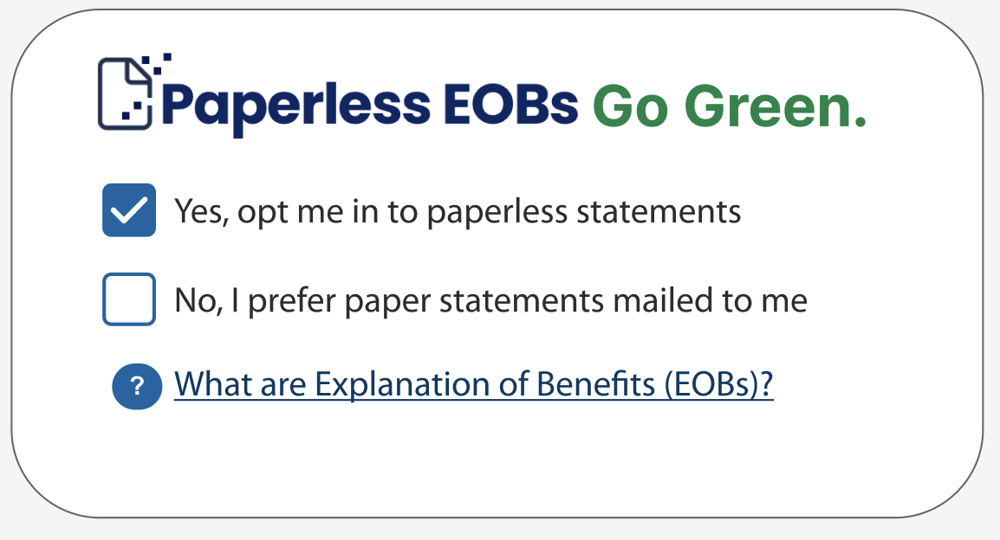 Paperless EOBs Go Green.
Yes, opt me in to paperless statements
No, I prefer paper statements mailed to me
? What are Explanation of Benefits (EOBs)?